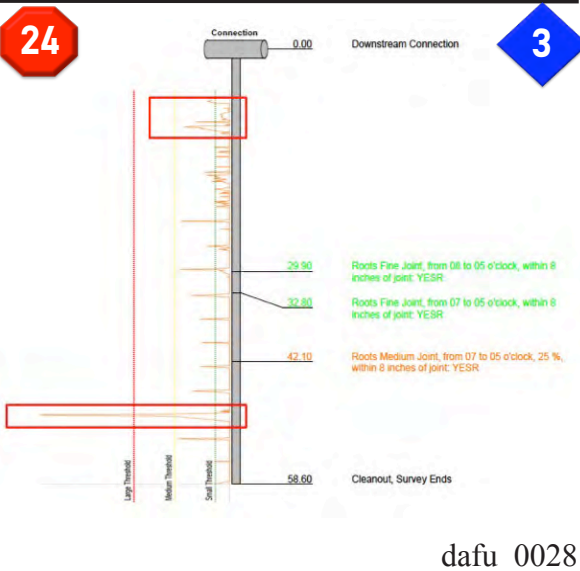 24
3
Connection
0.00 Downstream Connection
29.90 Roots Fine Joint, from 08 to 05 o'clock, within 8
inches of joint: YESR
32.80 Roots Fine Joint, from 07 to 05 o'clock, within 8
inches of joint: YESR
42.10 Roots Medium Joint, from 07 to 05 o'clock, 25 %,
within 8 inches of joint: YESR
Large Threshold
Medium Threshold
Small Threshold
58.60 Cleanout, Survey Ends
dafu 0028